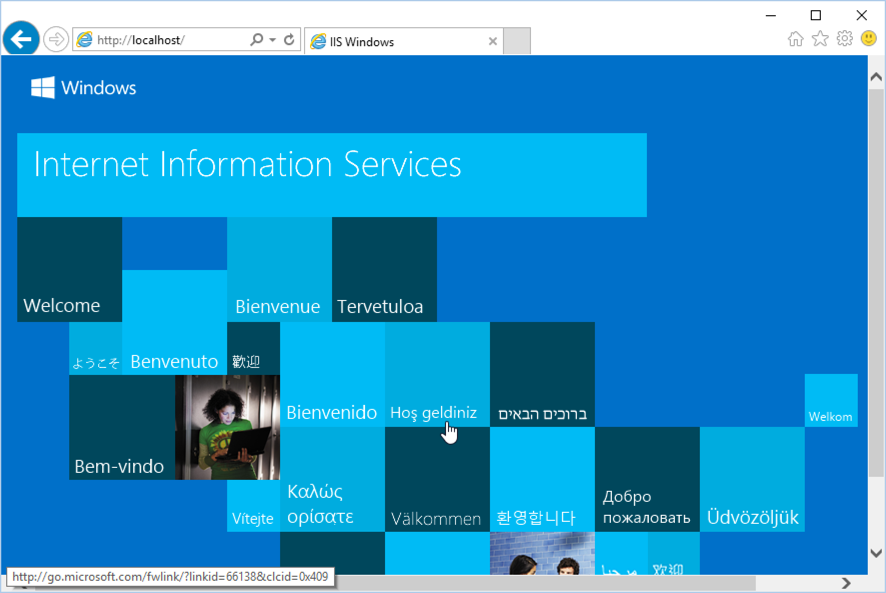 http://localhost/
IIS Windows
Windows
Internet Information Services
Welcome
Bienvenue
Tervetuloa
ようこそ
Benvenuto
歡迎
Bienvenido
Hoş geldiniz
ברוכים הבאים
Welkom
Bem-vindo
Vítejte
Καλώς
ορίσατε
Välkommen
환영합니다
Добро
пожаловать
Üdvözöljük
欢迎
http://go.microsoft.com/fwlink/?linkid=66138&clcid=0x409